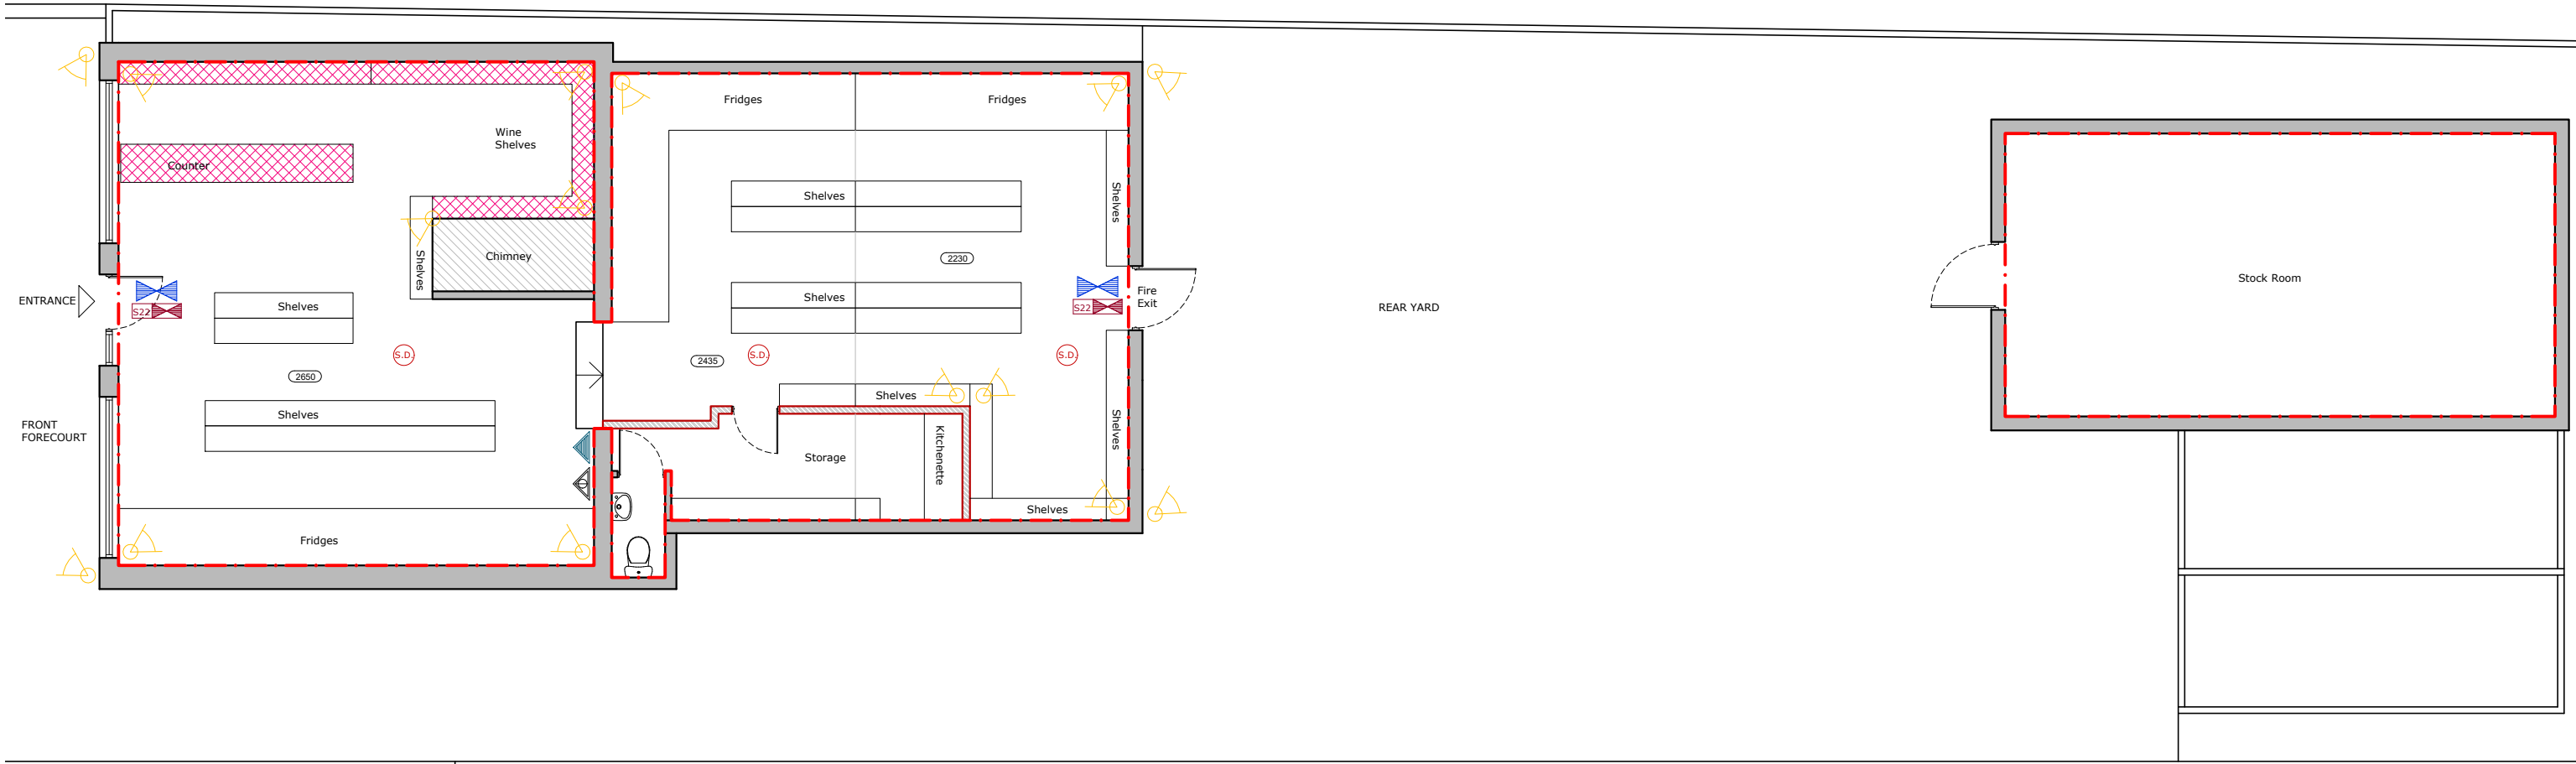 Fridges
Fridges
Wine
Shelves
Counter
Shelves
Shelves
Shelves
Chimney
2230
Stock Room
ENTRANCE
S22
Shelves
Shelves
Fire
Exit
S22
REAR YARD
S.D.
S.D.
S.D.
2435
2650
Shelves
Shelves
Shelves
FRONT
FORECOURT
Storage
Kitchenette
Shelves
Fridges